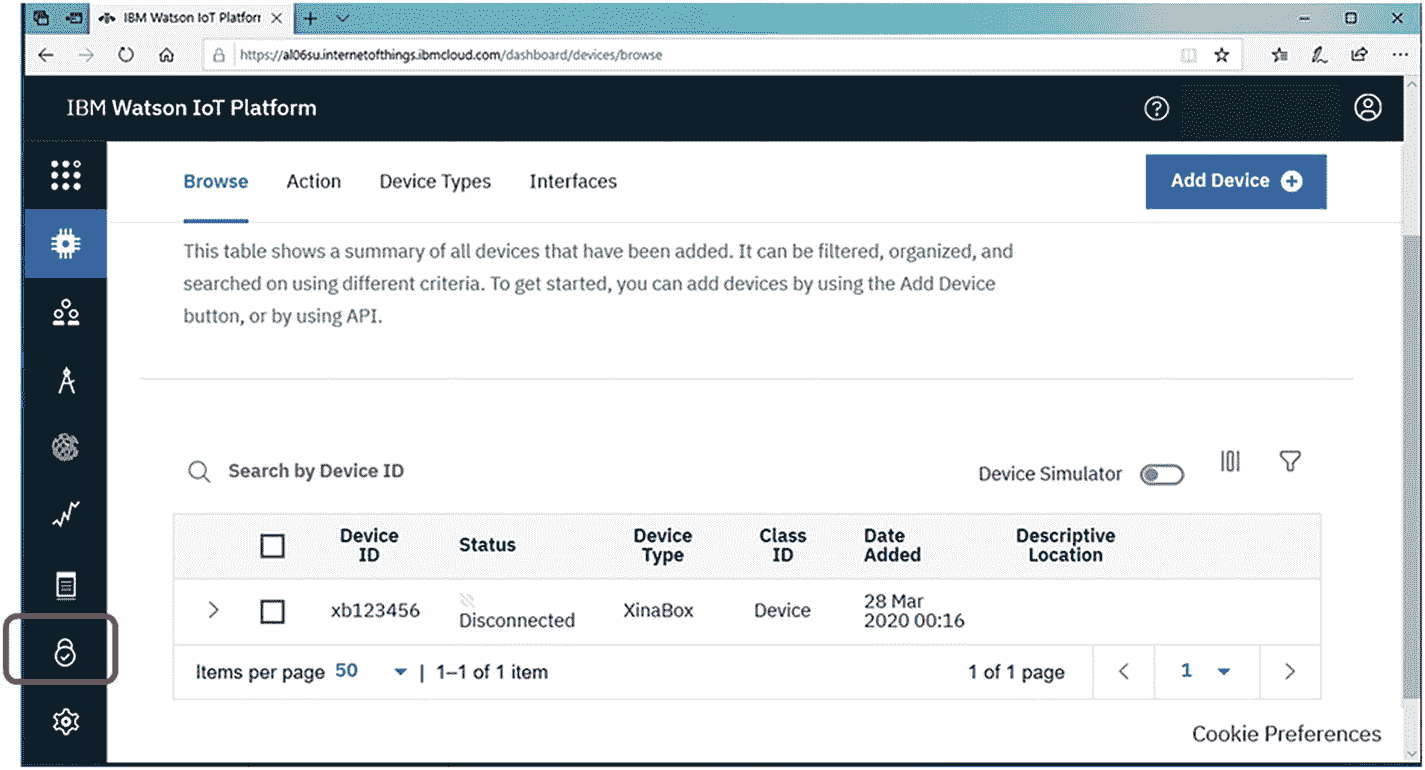 IBM Watson IoT Platforr
https://al06su.internetofthings.ibmcloud.com/dashboard/devices/browse
IBM Watson IoT Platform
Browse Action Device Types Interfaces Add Device
This table shows a summary of all devices that have been added. It can be filtered, organized, and
searched on using different criteria. To get started, you can add devices by using the Add Device
button, or by using API.
Search by Device ID
Device Simulator
Device ID Status Device Type Class ID Date Added Descriptive Location
xb123456 Disconnected XinaBox Device 28 Mar 2020 00:16
Items per page 50 | 1–1 of 1 item 1 of 1 page 1
Cookie Preferences